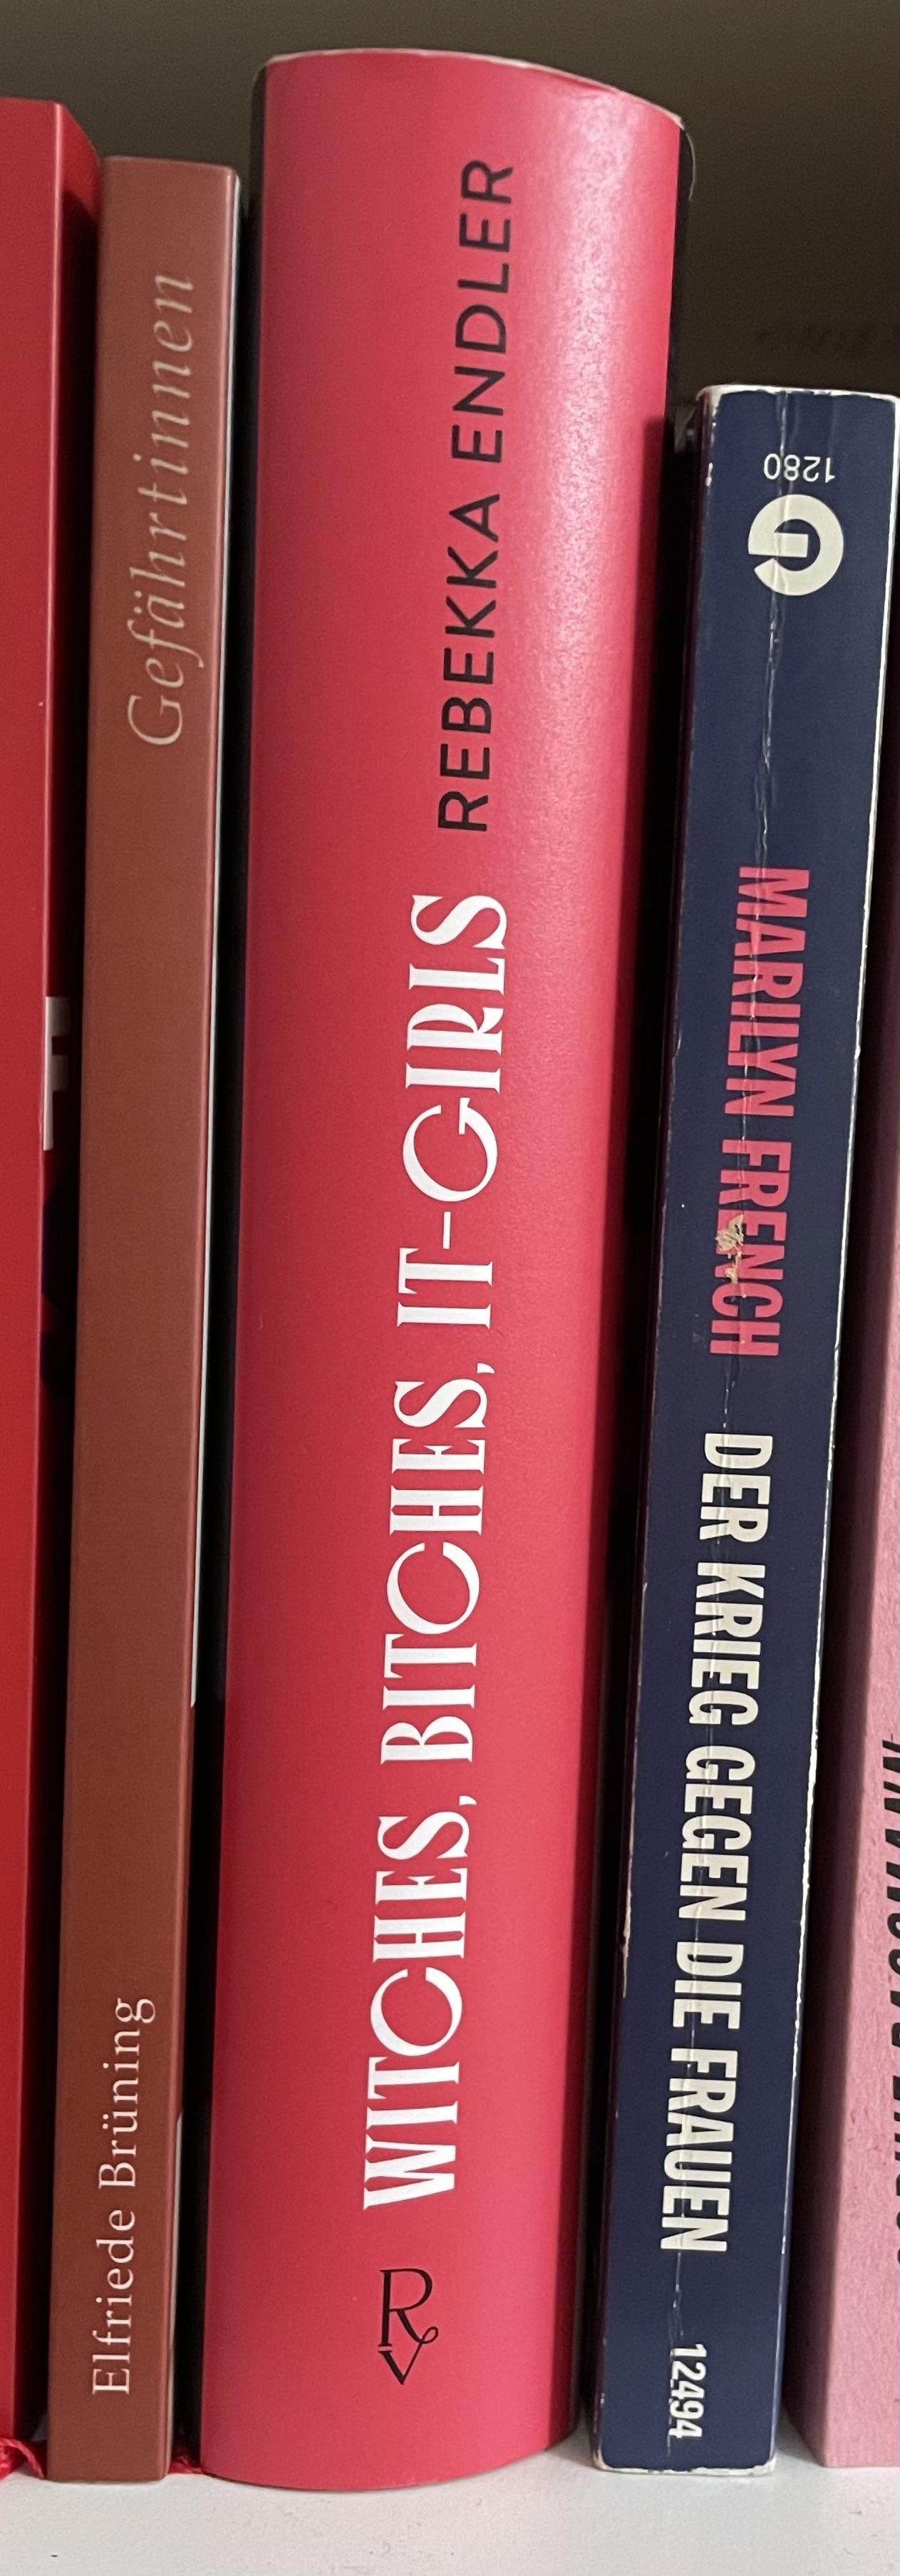 Elfriede Brüning
Gefährtinnen
WITCHES, BITCHES, IT-GIRLS
REBEKKA ENDLER
RV
1280
G
MARILYN FRENCH
DER KRIEG GEGEN DIE FRAUEN
12494